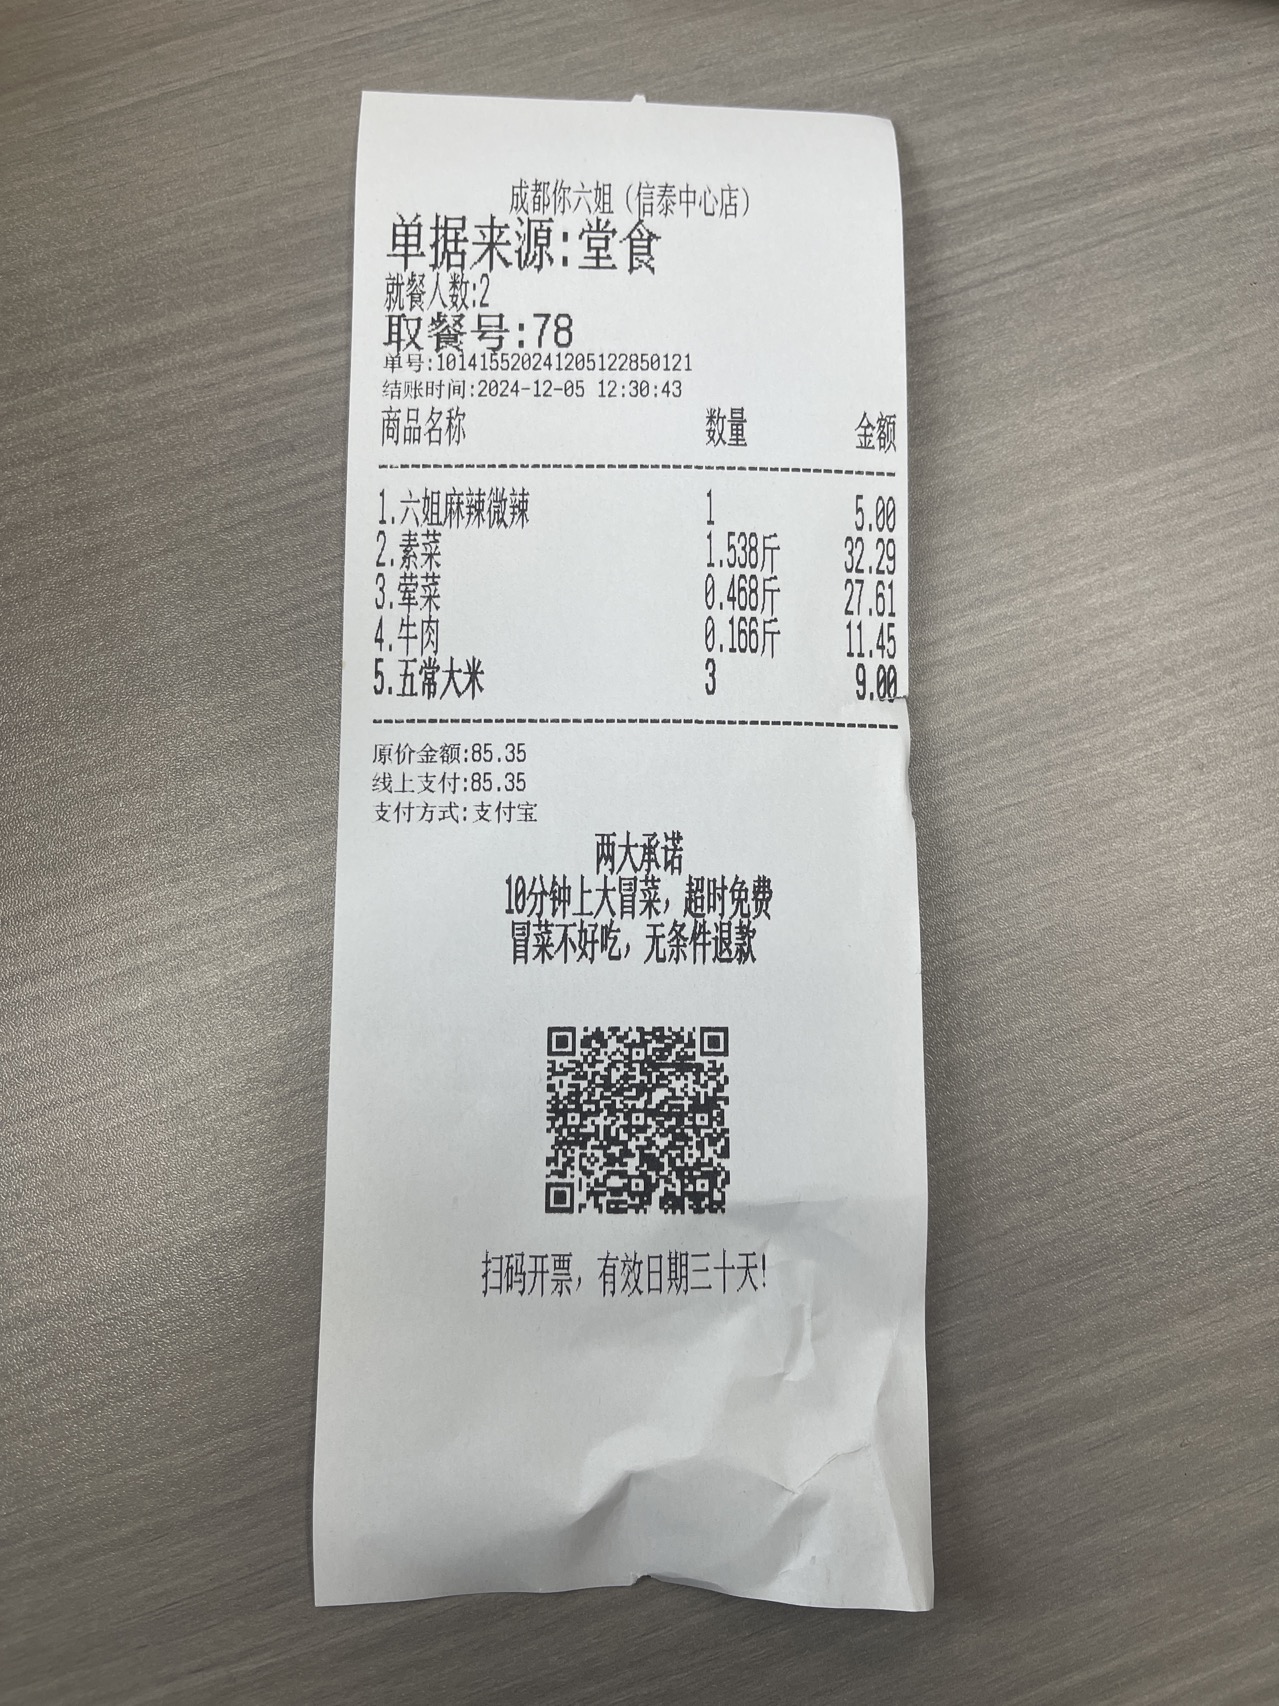 成都你六姐（信泰中心店）
单据来源:堂食
就餐人数:2
取餐号:78
单号:101415520241205122850121
结账时间:2024-12-05 12:30:43
商品名称 数量 金额
1.六姐麻辣微辣 1 5.00
2.素菜 1.538斤 32.29
3.荤菜 0.468斤 27.61
4.牛肉 0.166斤 11.45
5.五常大米 3 9.00
原价金额:85.35
线上支付:85.35
支付方式:支付宝
两大承诺
10分钟上大冒菜，超时免费
冒菜不好吃，无条件退款
扫码开票，有效日期三十天!